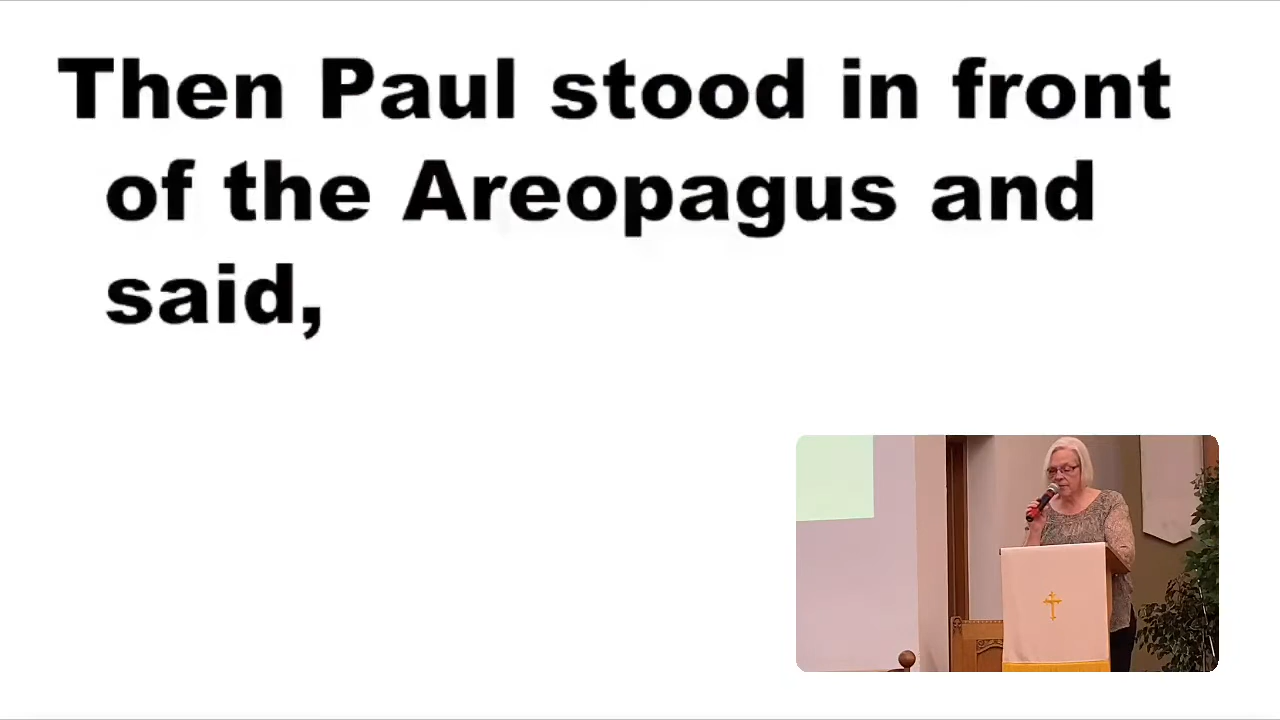 Then Paul stood in front
of the Areopagus and
said,